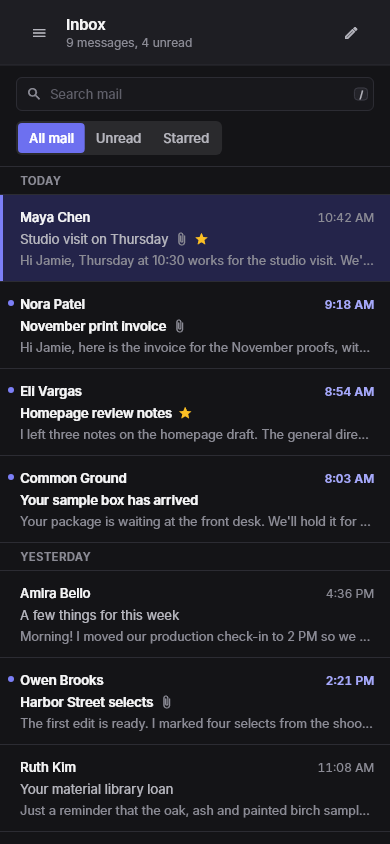 Inbox
9 messages, 4 unread
Search mail
/
All mail
Unread
Starred
TODAY
Maya Chen
10:42 AM
Studio visit on Thursday
Hi Jamie, Thursday at 10:30 works for the studio visit. We'...
Nora Patel
9:18 AM
November print invoice
Hi Jamie, here is the invoice for the November proofs, wit...
Eli Vargas
8:54 AM
Homepage review notes
I left three notes on the homepage draft. The general dire...
Common Ground
8:03 AM
Your sample box has arrived
Your package is waiting at the front desk. We'll hold it for ...
YESTERDAY
Amira Bello
4:36 PM
A few things for this week
Morning! I moved our production check-in to 2 PM so we ...
Owen Brooks
2:21 PM
Harbor Street selects
The first edit is ready. I marked four selects from the shoo...
Ruth Kim
11:08 AM
Your material library loan
Just a reminder that the oak, ash and painted birch sampl...